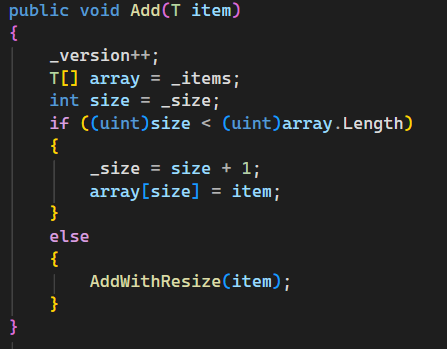 public void Add(T item)
{
    _version++;
    T[] array = _items;
    int size = _size;
    if ((uint)size < (uint)array.Length)
    {
        _size = size + 1;
        array[size] = item;
    }
    else
    {
        AddWithResize(item);
    }
}